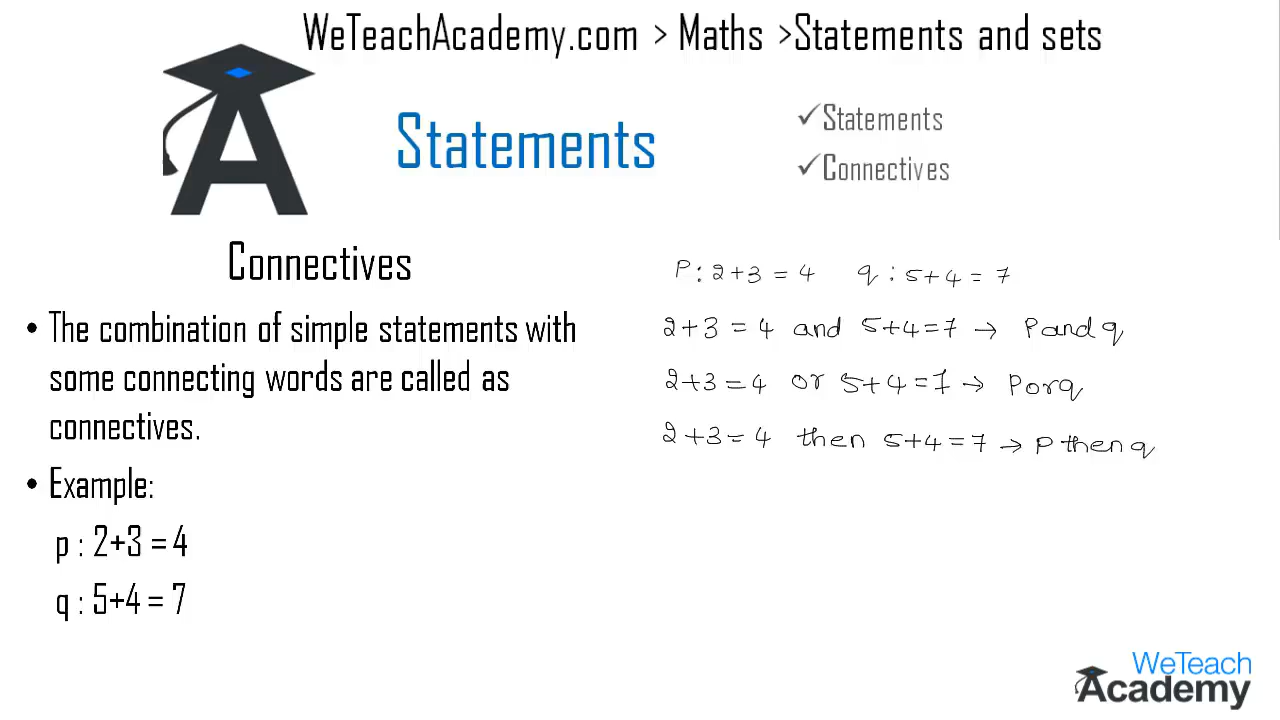 WeTeachAcademy.com > Maths >Statements and sets
Statements
✓Statements
✓Connectives
Connectives
• The combination of simple statements with
some connecting words are called as
connectives.
• Example:
p : 2+3 = 4
q : 5+4 = 7
P : 2+3 = 4 q : 5+4 = 7
2+3 = 4 and 5+4=7 → P and q
2+3 = 4 or 5+4 = 7 → P or q
2+3 = 4 then 5+4 = 7 → P then q
WeTeach
Academy